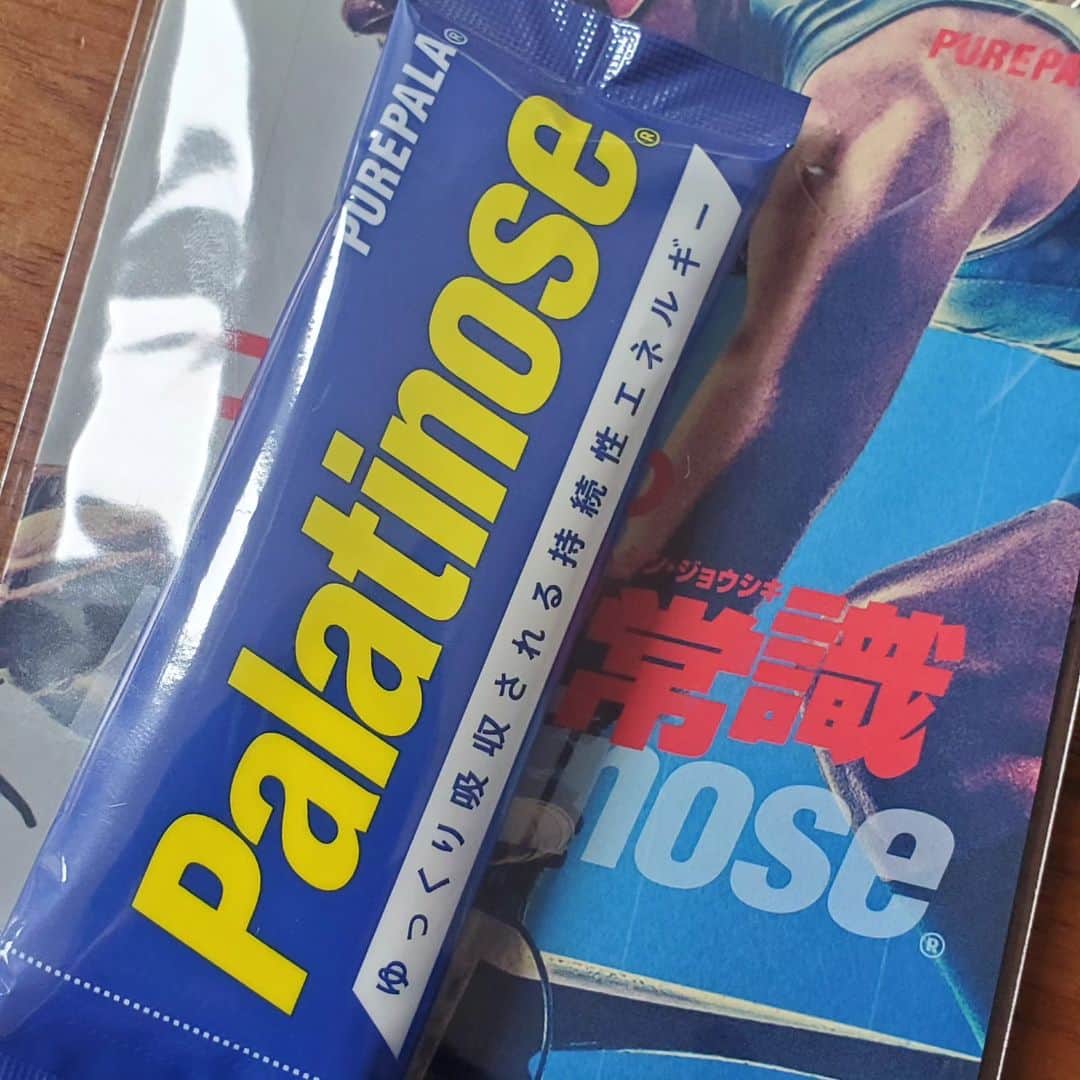 PUREPALA®
Palatinose®
ゆっくり吸収される持続性エネルギー
PUREPA
ン・ジョウシキ
常識
nose®